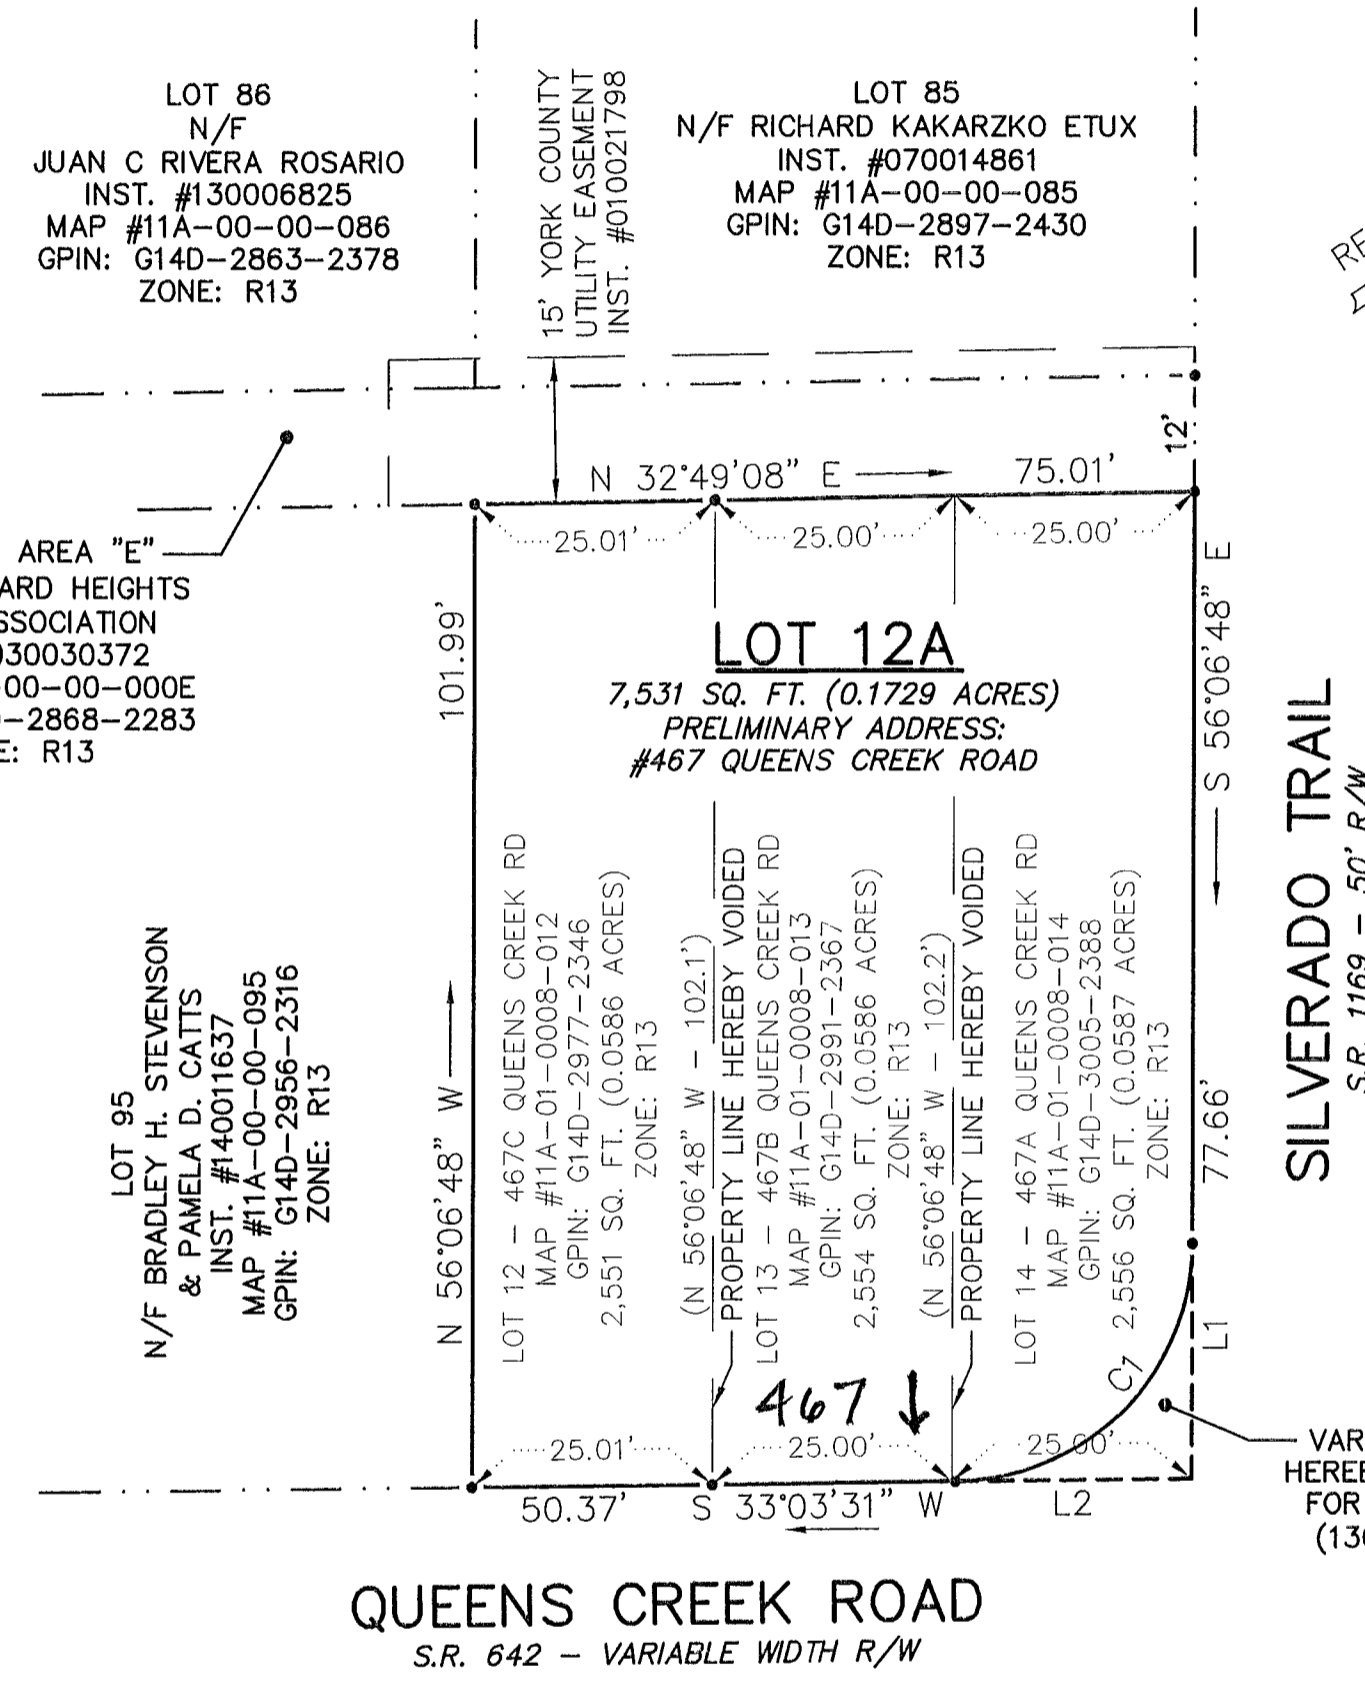 LOT 86
N/F
JUAN C RIVERA ROSARIO
INST. #130006825
MAP #11A-00-00-086
GPIN: G14D-2863-2378
ZONE: R13
15' YORK COUNTY
UTILITY EASEMENT
INST. #010021798
LOT 85
N/F RICHARD KAKARZKO ETUX
INST. #070014861
MAP #11A-00-00-085
GPIN: G14D-2897-2430
ZONE: R13
RE
12'
N 32°49'08" E
75.01'
25.01'
25.00'
25.00'
AREA "E"
ARD HEIGHTS
SSOCIATION
030030372
-00-00-000E
-2868-2283
E: R13
101.99'
N 56°06'48" W
LOT 12A
7,531 SQ. FT. (0.1729 ACRES)
PRELIMINARY ADDRESS:
#467 QUEENS CREEK ROAD
S 56°06'48" E
77.66'
L1
SILVERADO TRAIL
S.R. 1169 - 50' R/W
LOT 95
N/F BRADLEY H. STEVENSON
& PAMELA D. CATTS
INST. #140011637
MAP #11A-00-00-095
GPIN: G14D-2956-2316
ZONE: R13
LOT 12 - 467C QUEENS CREEK RD
MAP #11A-01-0008-012
GPIN: G14D-2977-2346
2,551 SQ. FT. (0.0586 ACRES)
ZONE: R13
(N 56°06'48" W - 102.1')
PROPERTY LINE HEREBY VOIDED
LOT 13 - 467B QUEENS CREEK RD
MAP #11A-01-0008-013
GPIN: G14D-2991-2367
2,554 SQ. FT. (0.0586 ACRES)
ZONE: R13
(N 56°06'48" W - 102.2')
PROPERTY LINE HEREBY VOIDED
LOT 14 - 467A QUEENS CREEK RD
MAP #11A-01-0008-014
GPIN: G14D-3005-2388
2,556 SQ. FT. (0.0587 ACRES)
ZONE: R13
C1
467 ↓
25.01'
25.00'
25.00'
50.37'
S 33°03'31" W
L2
VAR
HEREB
FOR
(13
QUEENS CREEK ROAD
S.R. 642 - VARIABLE WIDTH R/W